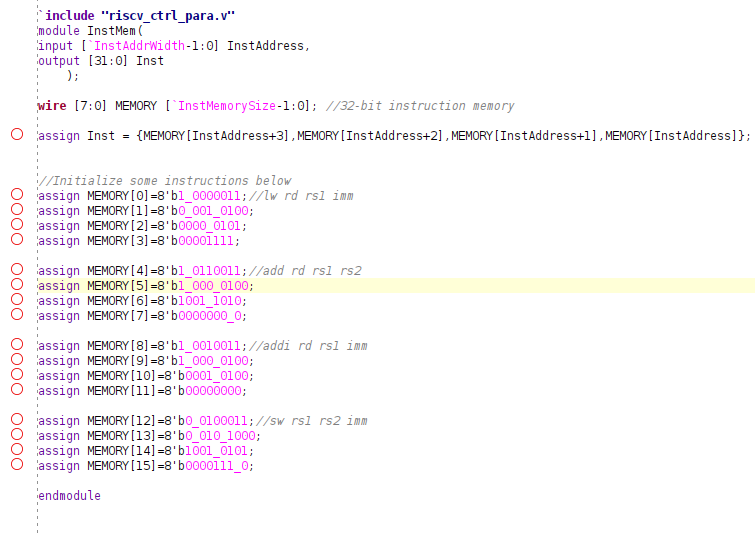 `include "riscv_ctrl_para.v"
module InstMem(
input [`InstAddrWidth-1:0] InstAddress,
output [31:0] Inst
);
wire [7:0] MEMORY [`InstMemorySize-1:0]; //32-bit instruction memory
assign Inst = {MEMORY[InstAddress+3],MEMORY[InstAddress+2],MEMORY[InstAddress+1],MEMORY[InstAddress]};
//Initialize some instructions below
assign MEMORY[0]=8'b1_0000011;//lw rd rs1 imm
assign MEMORY[1]=8'b0_001_0100;
assign MEMORY[2]=8'b0000_0101;
assign MEMORY[3]=8'b00001111;
assign MEMORY[4]=8'b1_0110011;//add rd rs1 rs2
assign MEMORY[5]=8'b1_000_0100;
assign MEMORY[6]=8'b1001_1010;
assign MEMORY[7]=8'b0000000_0;
assign MEMORY[8]=8'b1_0010011;//addi rd rs1 imm
assign MEMORY[9]=8'b1_000_0100;
assign MEMORY[10]=8'b0001_0100;
assign MEMORY[11]=8'b00000000;
assign MEMORY[12]=8'b0_0100011;//sw rs1 rs2 imm
assign MEMORY[13]=8'b0_010_1000;
assign MEMORY[14]=8'b1001_0101;
assign MEMORY[15]=8'b0000111_0;
endmodule